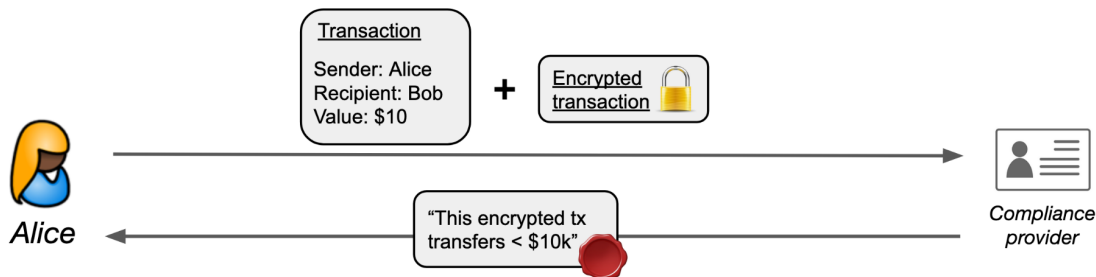 Transaction
Sender: Alice
Recipient: Bob
Value: $10
+
Encrypted
transaction
Alice
“This encrypted tx
transfers < $10k”
Compliance
provider